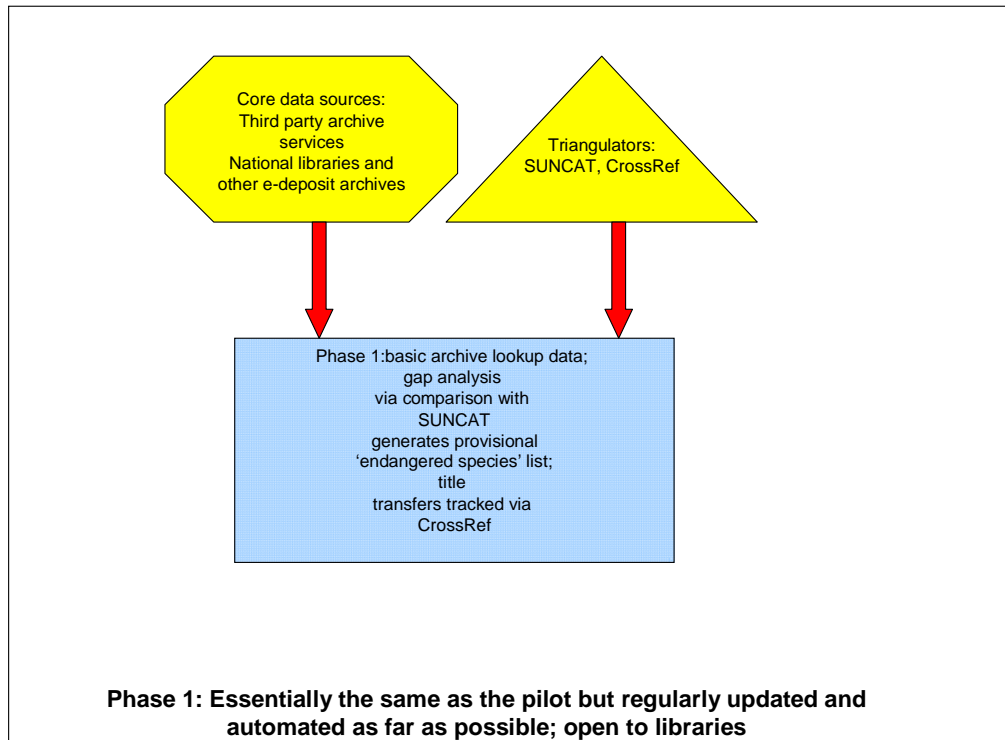 Core data sources:
Third party archive
services
National libraries and
other e-deposit archives
Triangulators:
SUNCAT, CrossRef
Phase 1:basic archive lookup data;
gap analysis
via comparison with
SUNCAT
generates provisional
‘endangered species’ list;
title
transfers tracked via
CrossRef
Phase 1: Essentially the same as the pilot but regularly updated and
automated as far as possible; open to libraries